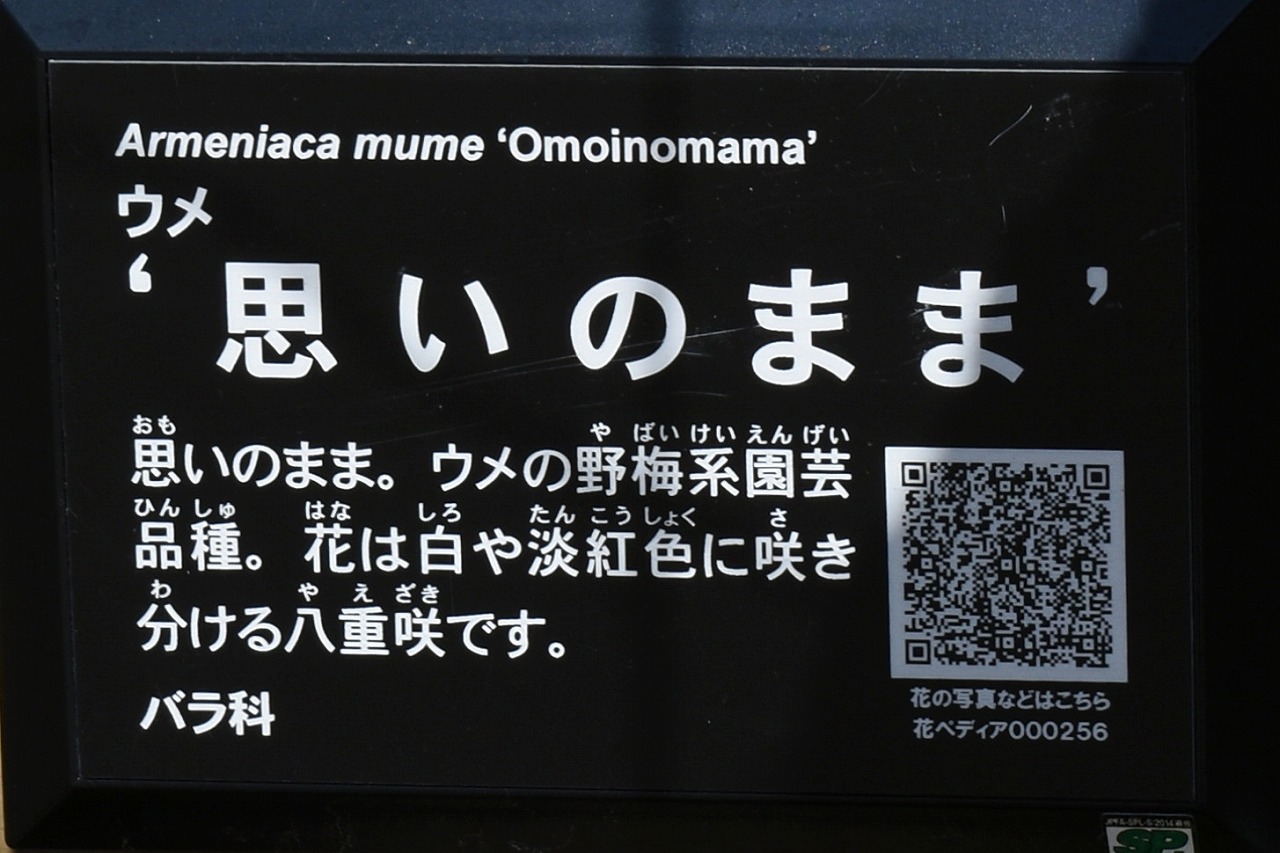 Armeniaca mume ‘Omoinomama’
ウメ
‘思いのまま’
おも や ばい けい えん げい
思いのまま。ウメの野梅系園芸
ひん しゅ はな しろ たん こう しょく さ
品種。花は白や淡紅色に咲き
わ や え ざき
分ける八重咲です。
バラ科
花の写真などはこちら
花ペディア000256
SP